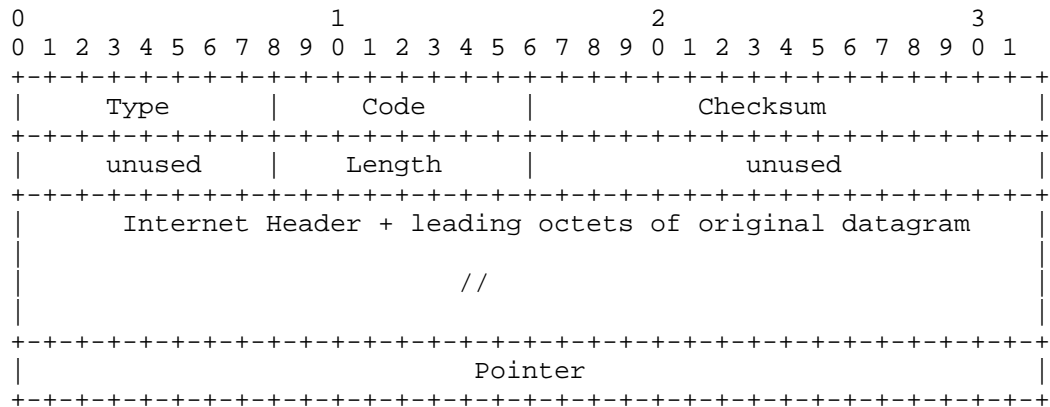 0                   1                   2                   3
0 1 2 3 4 5 6 7 8 9 0 1 2 3 4 5 6 7 8 9 0 1 2 3 4 5 6 7 8 9 0 1
+-+-+-+-+-+-+-+-+-+-+-+-+-+-+-+-+-+-+-+-+-+-+-+-+-+-+-+-+-+-+-+-+
|     Type      |     Code      |          Checksum             |
+-+-+-+-+-+-+-+-+-+-+-+-+-+-+-+-+-+-+-+-+-+-+-+-+-+-+-+-+-+-+-+-+
|     unused    |    Length     |             unused            |
+-+-+-+-+-+-+-+-+-+-+-+-+-+-+-+-+-+-+-+-+-+-+-+-+-+-+-+-+-+-+-+-+
|      Internet Header + leading octets of original datagram    |
|                                                               |
|                           //                                  |
|                                                               |
+-+-+-+-+-+-+-+-+-+-+-+-+-+-+-+-+-+-+-+-+-+-+-+-+-+-+-+-+-+-+-+-+
|                            Pointer                            |
+-+-+-+-+-+-+-+-+-+-+-+-+-+-+-+-+-+-+-+-+-+-+-+-+-+-+-+-+-+-+-+-+